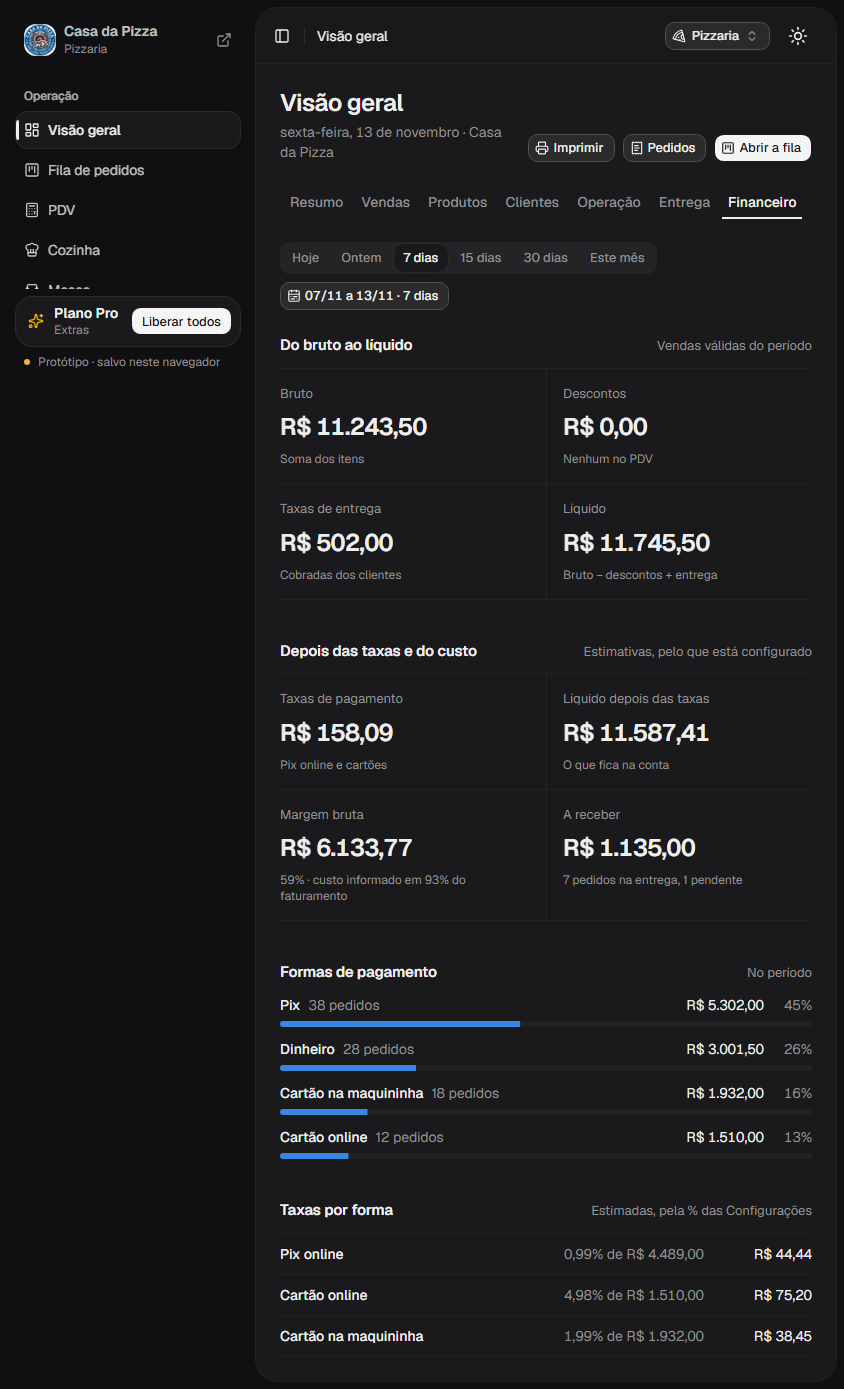 Casa da Pizza
Pizzaria
Operação
Visão geral
Fila de pedidos
PDV
Cozinha
Mesas
Plano Pro
Extras
Liberar todos
Protótipo · salvo neste navegador
Visão geral
Pizzaria
Visão geral
sexta-feira, 13 de novembro · Casa
da Pizza
Imprimir
Pedidos
Abrir a fila
Resumo Vendas Produtos Clientes Operação Entrega Financeiro
Hoje Ontem 7 dias 15 dias 30 dias Este mês
07/11 a 13/11 · 7 dias
Do bruto ao líquido
Vendas válidas do período
Bruto
R$ 11.243,50
Soma dos itens
Descontos
R$ 0,00
Nenhum no PDV
Taxas de entrega
R$ 502,00
Cobradas dos clientes
Líquido
R$ 11.745,50
Bruto − descontos + entrega
Depois das taxas e do custo
Estimativas, pelo que está configurado
Taxas de pagamento
R$ 158,09
Pix online e cartões
Líquido depois das taxas
R$ 11.587,41
O que fica na conta
Margem bruta
R$ 6.133,77
59% · custo informado em 93% do
faturamento
A receber
R$ 1.135,00
7 pedidos na entrega, 1 pendente
Formas de pagamento
No período
Pix 38 pedidos R$ 5.302,00 45%
Dinheiro 28 pedidos R$ 3.001,50 26%
Cartão na maquininha 18 pedidos R$ 1.932,00 16%
Cartão online 12 pedidos R$ 1.510,00 13%
Taxas por forma
Estimadas, pela % das Configurações
Pix online 0,99% de R$ 4.489,00 R$ 44,44
Cartão online 4,98% de R$ 1.510,00 R$ 75,20
Cartão na maquininha 1,99% de R$ 1.932,00 R$ 38,45